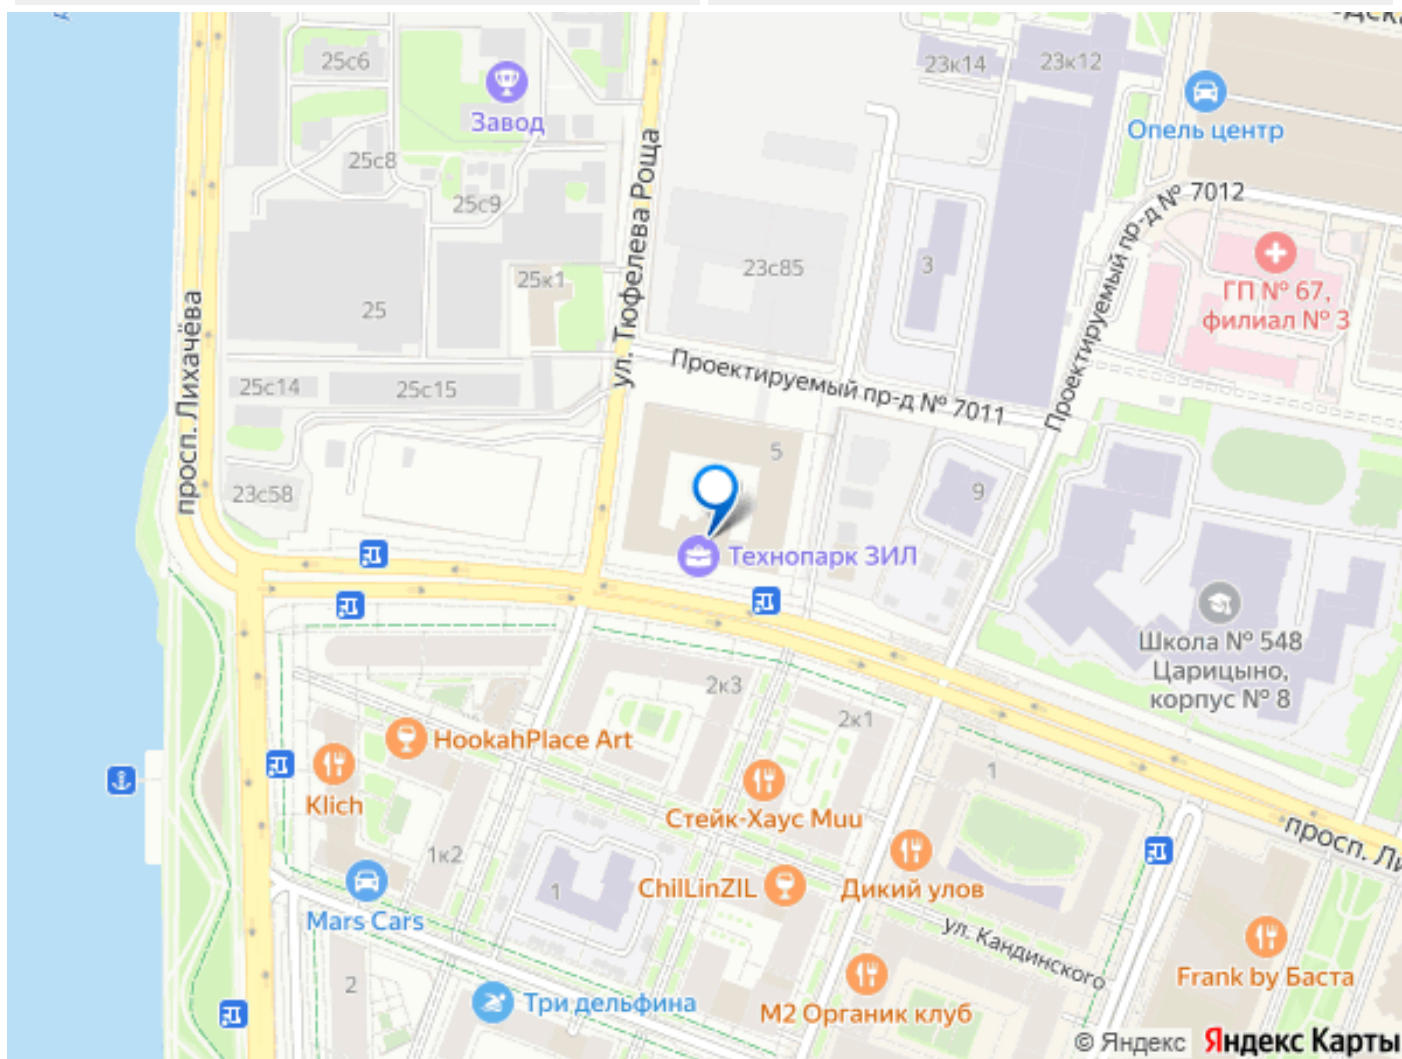 25с6
Завод
23к14
23к12
Опель центр
25с8
25с9
ул. Тюфелева Роща
Проектируемый пр-д № 7012
просп. Лихачёва
25
25к1
23с85
3
ГП № 67,
филиал № 3
25с14
25с15
Проектируемый пр-д № 7011
5
9
23с58
Технопарк ЗИЛ
Школа № 548
Царицыно,
корпус № 8
2к3
2к1
HookahPlace Art
Klich
Стейк-Хаус Muu
1
просп. Ли
1к2
1
ChilLinZIL
Дикий улов
Mars Cars
ул. Кандинского
Frank by Баста
2
Три дельфина
М2 Органик клуб
© Яндекс
Яндекс Карты